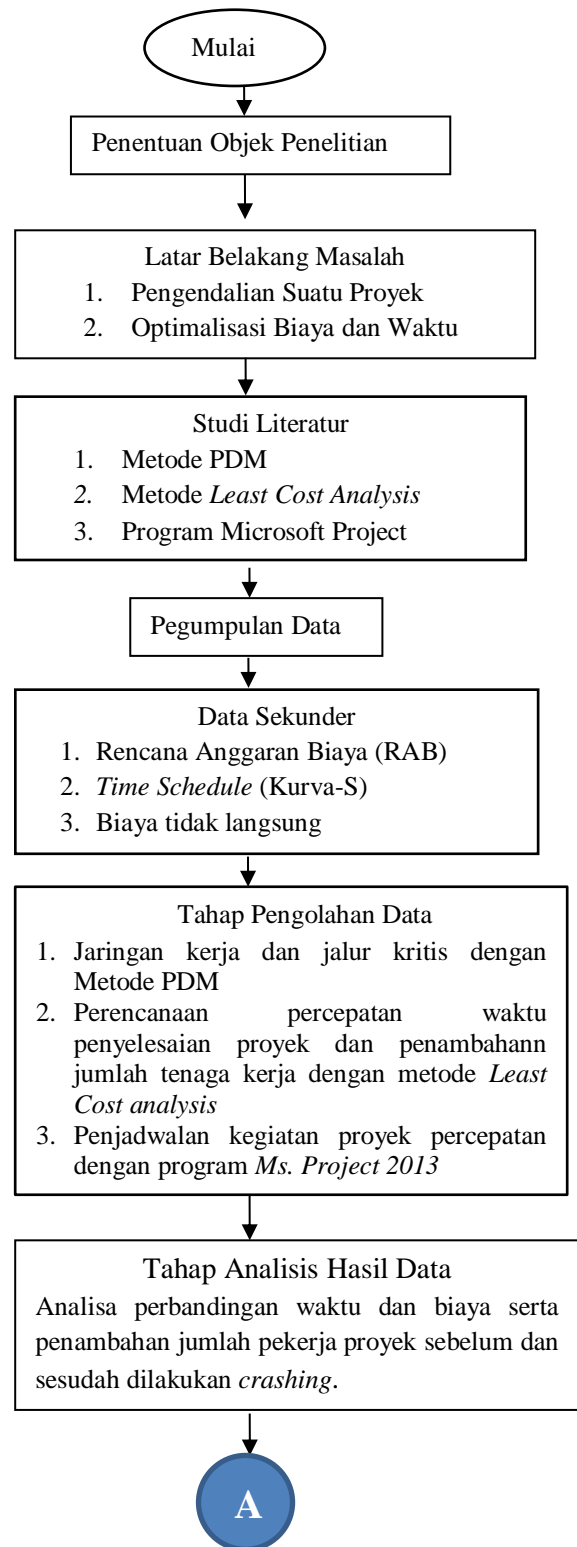 Mulai
Penentuan Objek Penelitian
Latar Belakang Masalah
1. Pengendalian Suatu Proyek
2. Optimalisasi Biaya dan Waktu
Studi Literatur
1. Metode PDM
2. Metode Least Cost Analysis
3. Program Microsoft Project
Pegumpulan Data
Data Sekunder
1. Rencana Anggaran Biaya (RAB)
2. Time Schedule (Kurva-S)
3. Biaya tidak langsung
Tahap Pengolahan Data
1. Jaringan kerja dan jalur kritis dengan
Metode PDM
2. Perencanaan percepatan waktu
penyelesaian proyek dan penambahann
jumlah tenaga kerja dengan metode Least
Cost analysis
3. Penjadwalan kegiatan proyek percepatan
dengan program Ms. Project 2013
Tahap Analisis Hasil Data
Analisa perbandingan waktu dan biaya serta
penambahan jumlah pekerja proyek sebelum dan
sesudah dilakukan crashing.
A